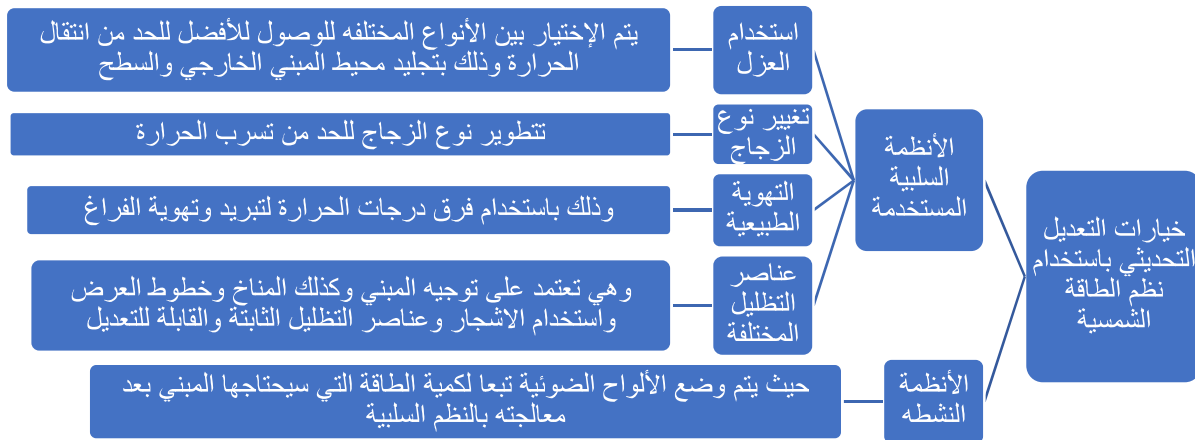 خيارات التعديل
التحديثي باستخدام
نظم الطاقة
الشمسية
الأنظمة
السلبية
المستخدمة
استخدام
العزل
يتم الإختيار بين الأنواع المختلفه للوصول للأفضل للحد من انتقال
الحرارة وذلك بتجليد محيط المبني الخارجي والسطح
تغيير نوع
الزجاج
تتطوير نوع الزجاج للحد من تسرب الحرارة
التهوية
الطبيعية
وذلك باستخدام فرق درجات الحرارة لتبريد وتهوية الفراغ
عناصر
التظليل
المختلفة
وهي تعتمد على توجيه المبني وكذلك المناخ وخطوط العرض
واستخدام الاشجار وعناصر التظليل الثابتة والقابلة للتعديل
الأنظمة
النشطه
حيث يتم وضع الألواح الضوئية تبعا لكمية الطاقة التي سيحتاجها المبني بعد
معالجته بالنظم السلبية